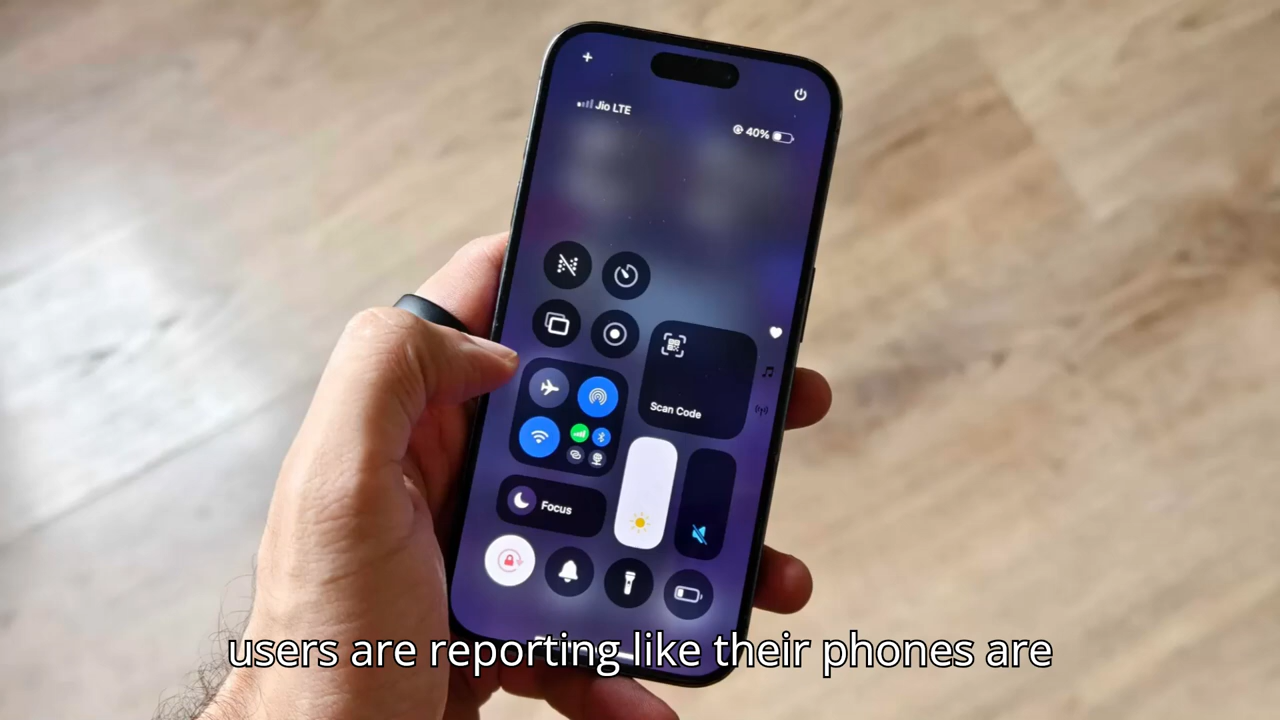 Jio LTE
40%
Scan Code
Focus
users are reporting like their phones are